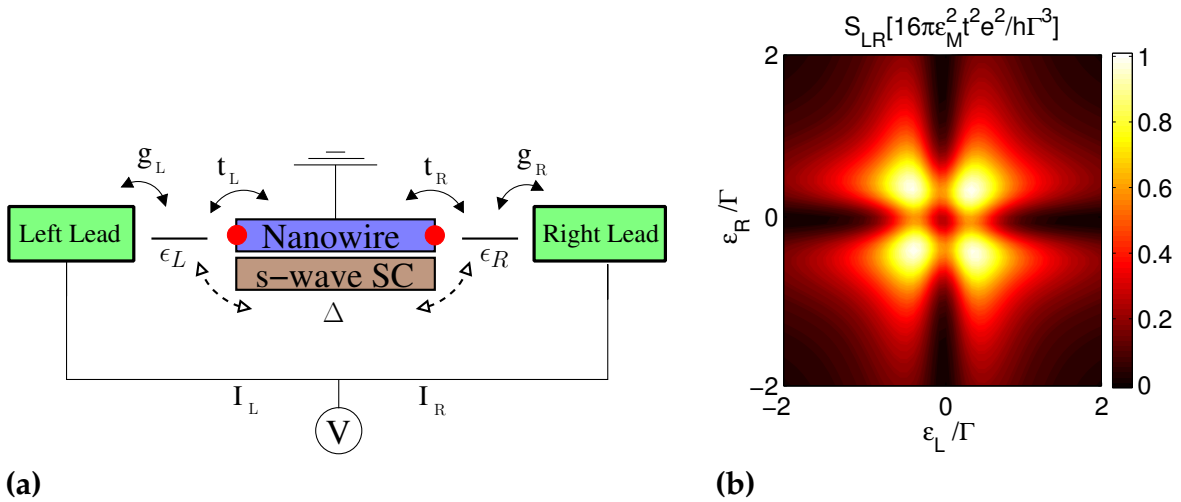 g_L
t_L
t_R
g_R
Left Lead
Nanowire
Right Lead
ϵ_L
ϵ_R
s-wave SC
Δ
I_L
I_R
V
(a)
S_LR[16πε_M^2t^2e^2/hΓ^3]
2
1
0.8
0.6
ε_R/Γ
0
0.4
0.2
-2
0
-2
0
2
ε_L/Γ
(b)